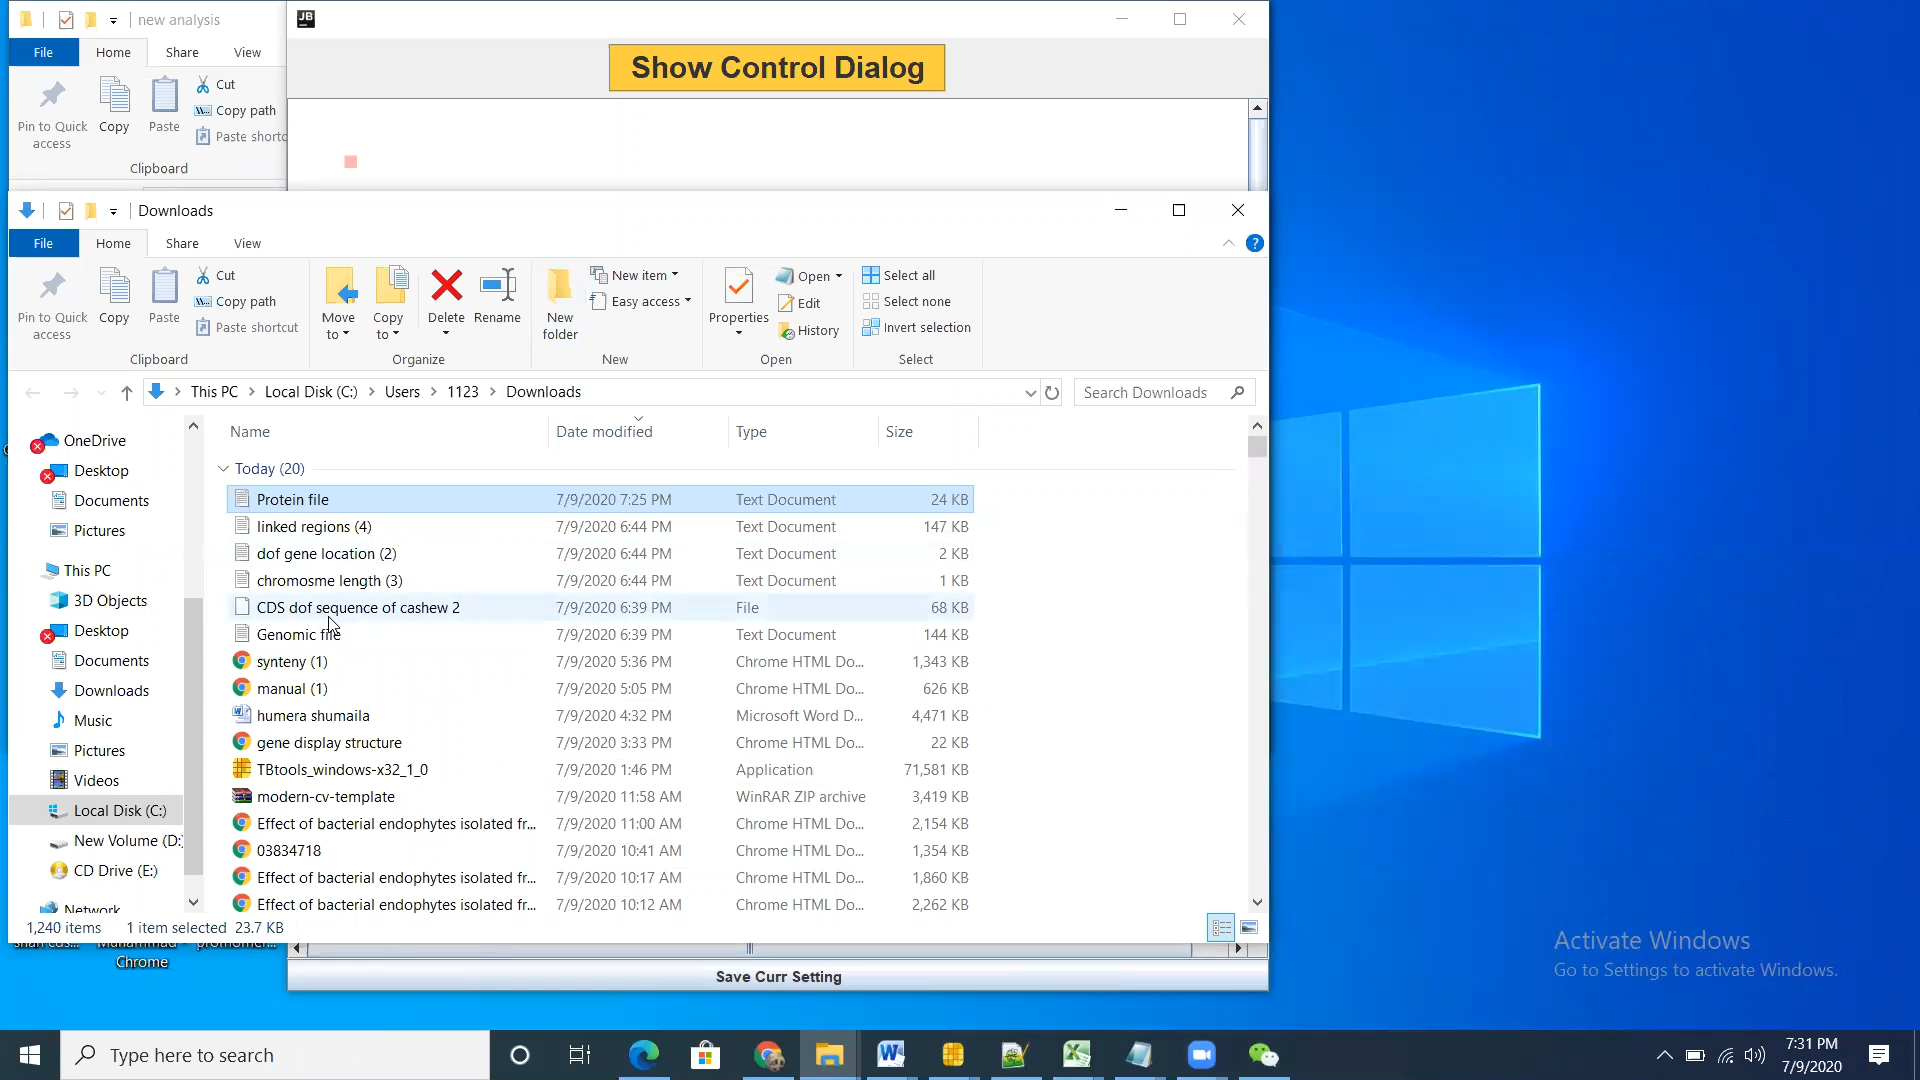 new analysis
JB
File Home Share View
Show Control Dialog
Pin to Quick access
Copy
Paste
Cut
Copy path
Paste shortc
Clipboard
Downloads
File Home Share View
Pin to Quick access
Copy
Paste
Cut
Copy path
Paste shortcut
Clipboard
Move to
Copy to
Delete
Rename
Organize
New folder
New item
Easy access
New
Properties
Open
Edit
History
Open
Select all
Select none
Invert selection
Select
This PC > Local Disk (C:) > Users > 1123 > Downloads
Search Downloads
OneDrive
Desktop
Documents
Pictures
This PC
3D Objects
Desktop
Documents
Downloads
Music
Pictures
Videos
Local Disk (C:)
New Volume (D:
CD Drive (E:)
Network
Name Date modified Type Size
Today (20)
Protein file 7/9/2020 7:25 PM Text Document 24 KB
linked regions (4) 7/9/2020 6:44 PM Text Document 147 KB
dof gene location (2) 7/9/2020 6:44 PM Text Document 2 KB
chromosme length (3) 7/9/2020 6:44 PM Text Document 1 KB
CDS dof sequence of cashew 2 7/9/2020 6:39 PM File 68 KB
Genomic file 7/9/2020 6:39 PM Text Document 144 KB
synteny (1) 7/9/2020 5:36 PM Chrome HTML Do... 1,343 KB
manual (1) 7/9/2020 5:05 PM Chrome HTML Do... 626 KB
humera shumaila 7/9/2020 4:32 PM Microsoft Word D... 4,471 KB
gene display structure 7/9/2020 3:33 PM Chrome HTML Do... 22 KB
TBtools_windows-x32_1_0 7/9/2020 1:46 PM Application 71,581 KB
modern-cv-template 7/9/2020 11:58 AM WinRAR ZIP archive 3,419 KB
Effect of bacterial endophytes isolated fr... 7/9/2020 11:00 AM Chrome HTML Do... 2,154 KB
03834718 7/9/2020 10:41 AM Chrome HTML Do... 1,354 KB
Effect of bacterial endophytes isolated fr... 7/9/2020 10:17 AM Chrome HTML Do... 1,860 KB
Effect of bacterial endophytes isolated fr... 7/9/2020 10:12 AM Chrome HTML Do... 2,262 KB
1,240 items 1 item selected 23.7 KB
Chrome
Save Curr Setting
Activate Windows
Go to Settings to activate Windows.
Type here to search
7:31 PM
7/9/2020